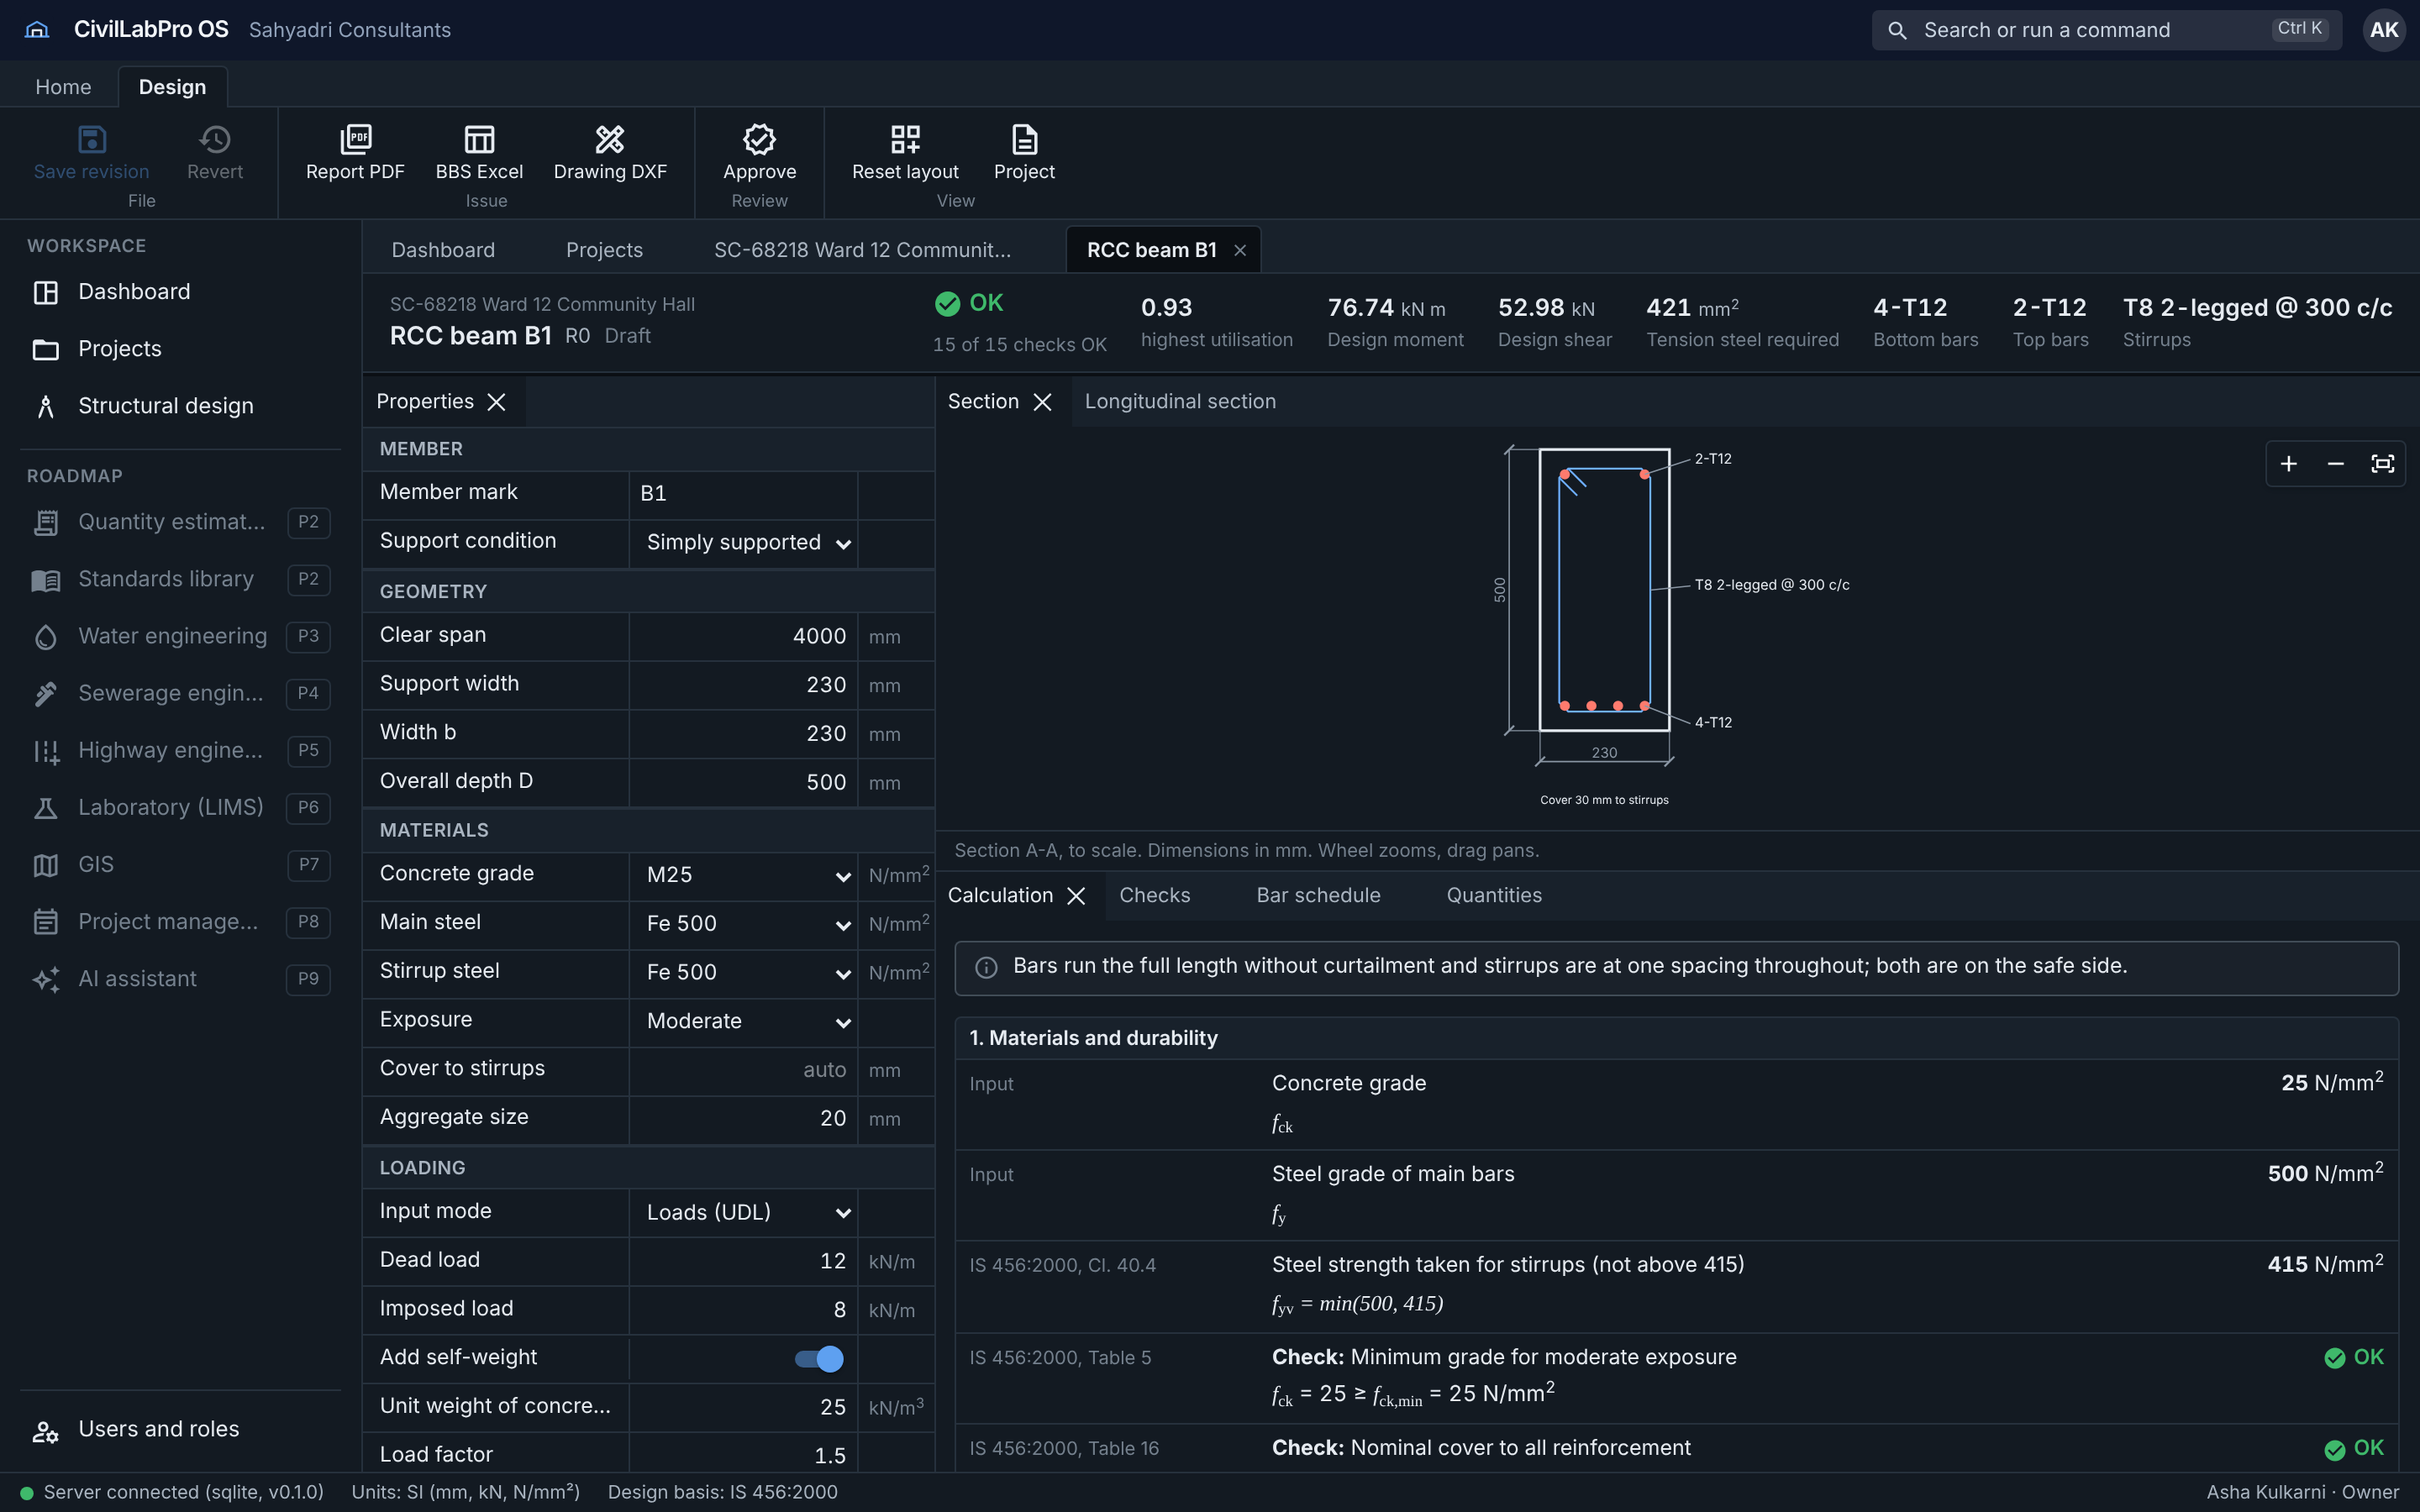 CivilLabPro OS Sahyadri Consultants Search or run a command Ctrl K AK
Home Design
Save revision Revert Report PDF BBS Excel Drawing DXF Approve Reset layout Project
File Issue Review View
WORKSPACE
Dashboard
Projects
Structural design
ROADMAP
Quantity estimat... P2
Standards library P2
Water engineering P3
Sewerage engin... P4
Highway engine... P5
Laboratory (LIMS) P6
GIS P7
Project manage... P8
AI assistant P9
Users and roles
Dashboard Projects SC-68218 Ward 12 Communit... RCC beam B1
SC-68218 Ward 12 Community Hall
RCC beam B1 R0 Draft
OK
15 of 15 checks OK
0.93
highest utilisation
76.74 kN m
Design moment
52.98 kN
Design shear
421 mm²
Tension steel required
4-T12
Bottom bars
2-T12
Top bars
T8 2-legged @ 300 c/c
Stirrups
Properties
MEMBER
Member mark B1
Support condition Simply supported
GEOMETRY
Clear span 4000 mm
Support width 230 mm
Width b 230 mm
Overall depth D 500 mm
MATERIALS
Concrete grade M25 N/mm²
Main steel Fe 500 N/mm²
Stirrup steel Fe 500 N/mm²
Exposure Moderate
Cover to stirrups auto mm
Aggregate size 20 mm
LOADING
Input mode Loads (UDL)
Dead load 12 kN/m
Imposed load 8 kN/m
Add self-weight
Unit weight of concre... 25 kN/m³
Load factor 1.5
Section Longitudinal section
2-T12
500
T8 2-legged @ 300 c/c
4-T12
230
Cover 30 mm to stirrups
Section A-A, to scale. Dimensions in mm. Wheel zooms, drag pans.
Calculation Checks Bar schedule Quantities
Bars run the full length without curtailment and stirrups are at one spacing throughout; both are on the safe side.
1. Materials and durability
Input Concrete grade 25 N/mm²
fck
Input Steel grade of main bars 500 N/mm²
fy
IS 456:2000, Cl. 40.4 Steel strength taken for stirrups (not above 415) 415 N/mm²
fyv = min(500, 415)
IS 456:2000, Table 5 Check: Minimum grade for moderate exposure OK
fck = 25 ≥ fck,min = 25 N/mm²
IS 456:2000, Table 16 Check: Nominal cover to all reinforcement OK
Server connected (sqlite, v0.1.0) Units: SI (mm, kN, N/mm²) Design basis: IS 456:2000 Asha Kulkarni · Owner